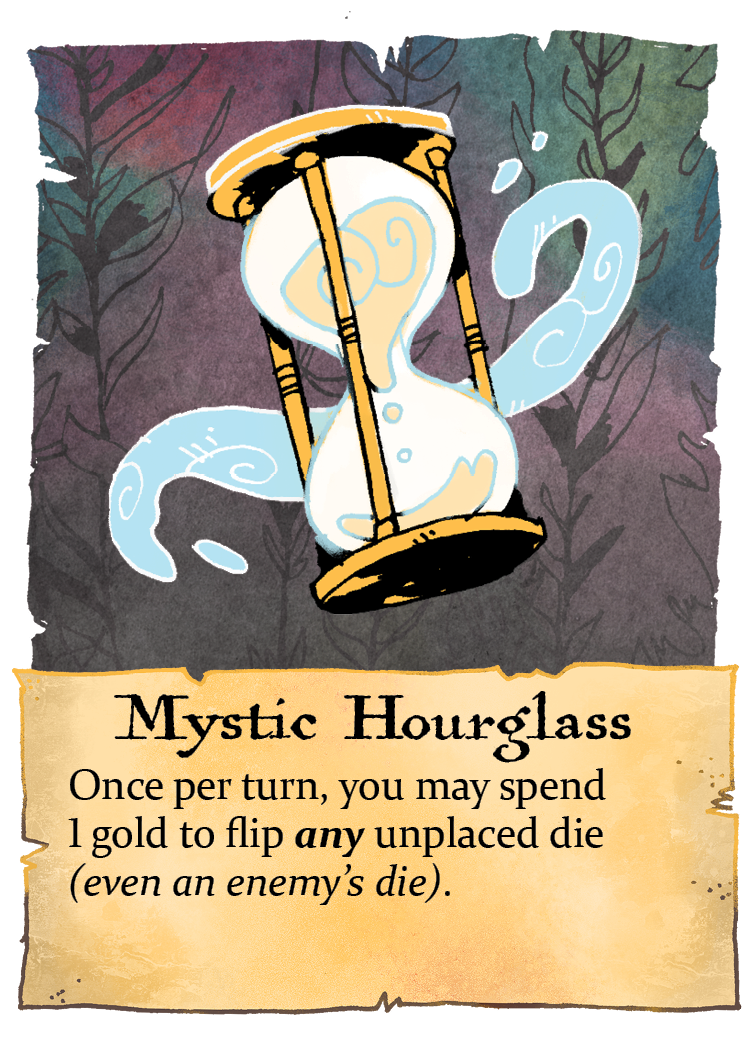 Mystic Hourglass
Once per turn, you may spend
1 gold to flip any unplaced die
(even an enemy's die).